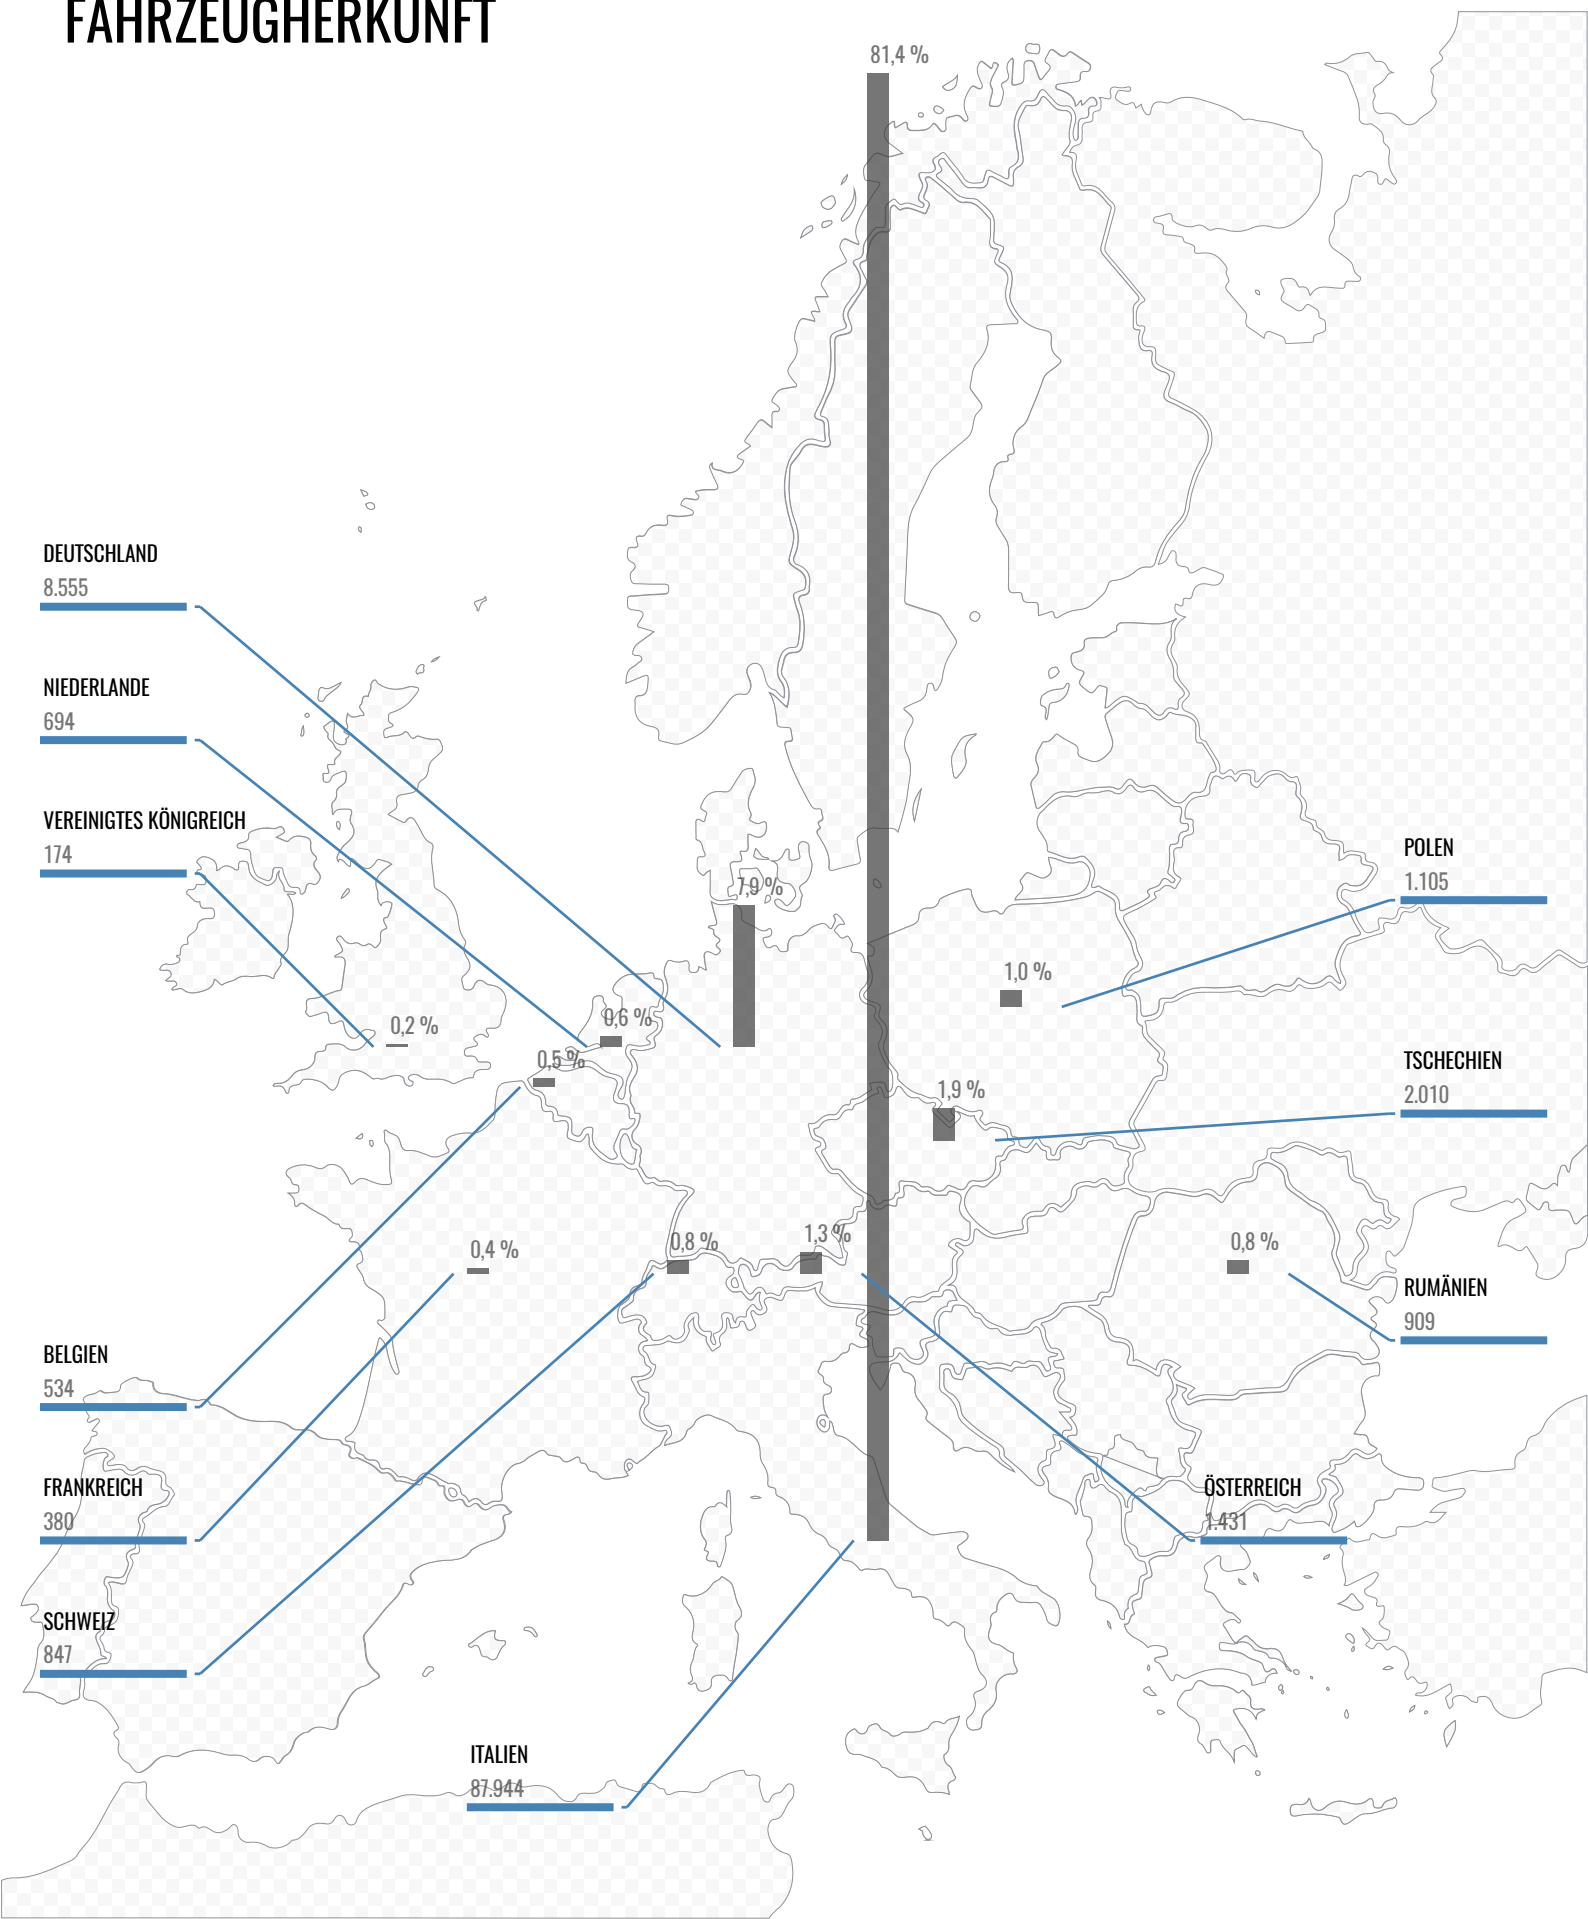 FAHRZEUGHERKUNFT
81,4 %
DEUTSCHLAND
8.555
NIEDERLANDE
694
VEREINIGTES KÖNIGREICH
174
POLEN
1.105
7,9 %
1,0 %
0,6 %
0,2 %
0,5 %
TSCHECHIEN
2.010
1,9 %
1,3 %
0,8 %
0,4 %
0,8 %
RUMÄNIEN
909
BELGIEN
534
FRANKREICH
380
ÖSTERREICH
1.431
SCHWEIZ
847
ITALIEN
87.944